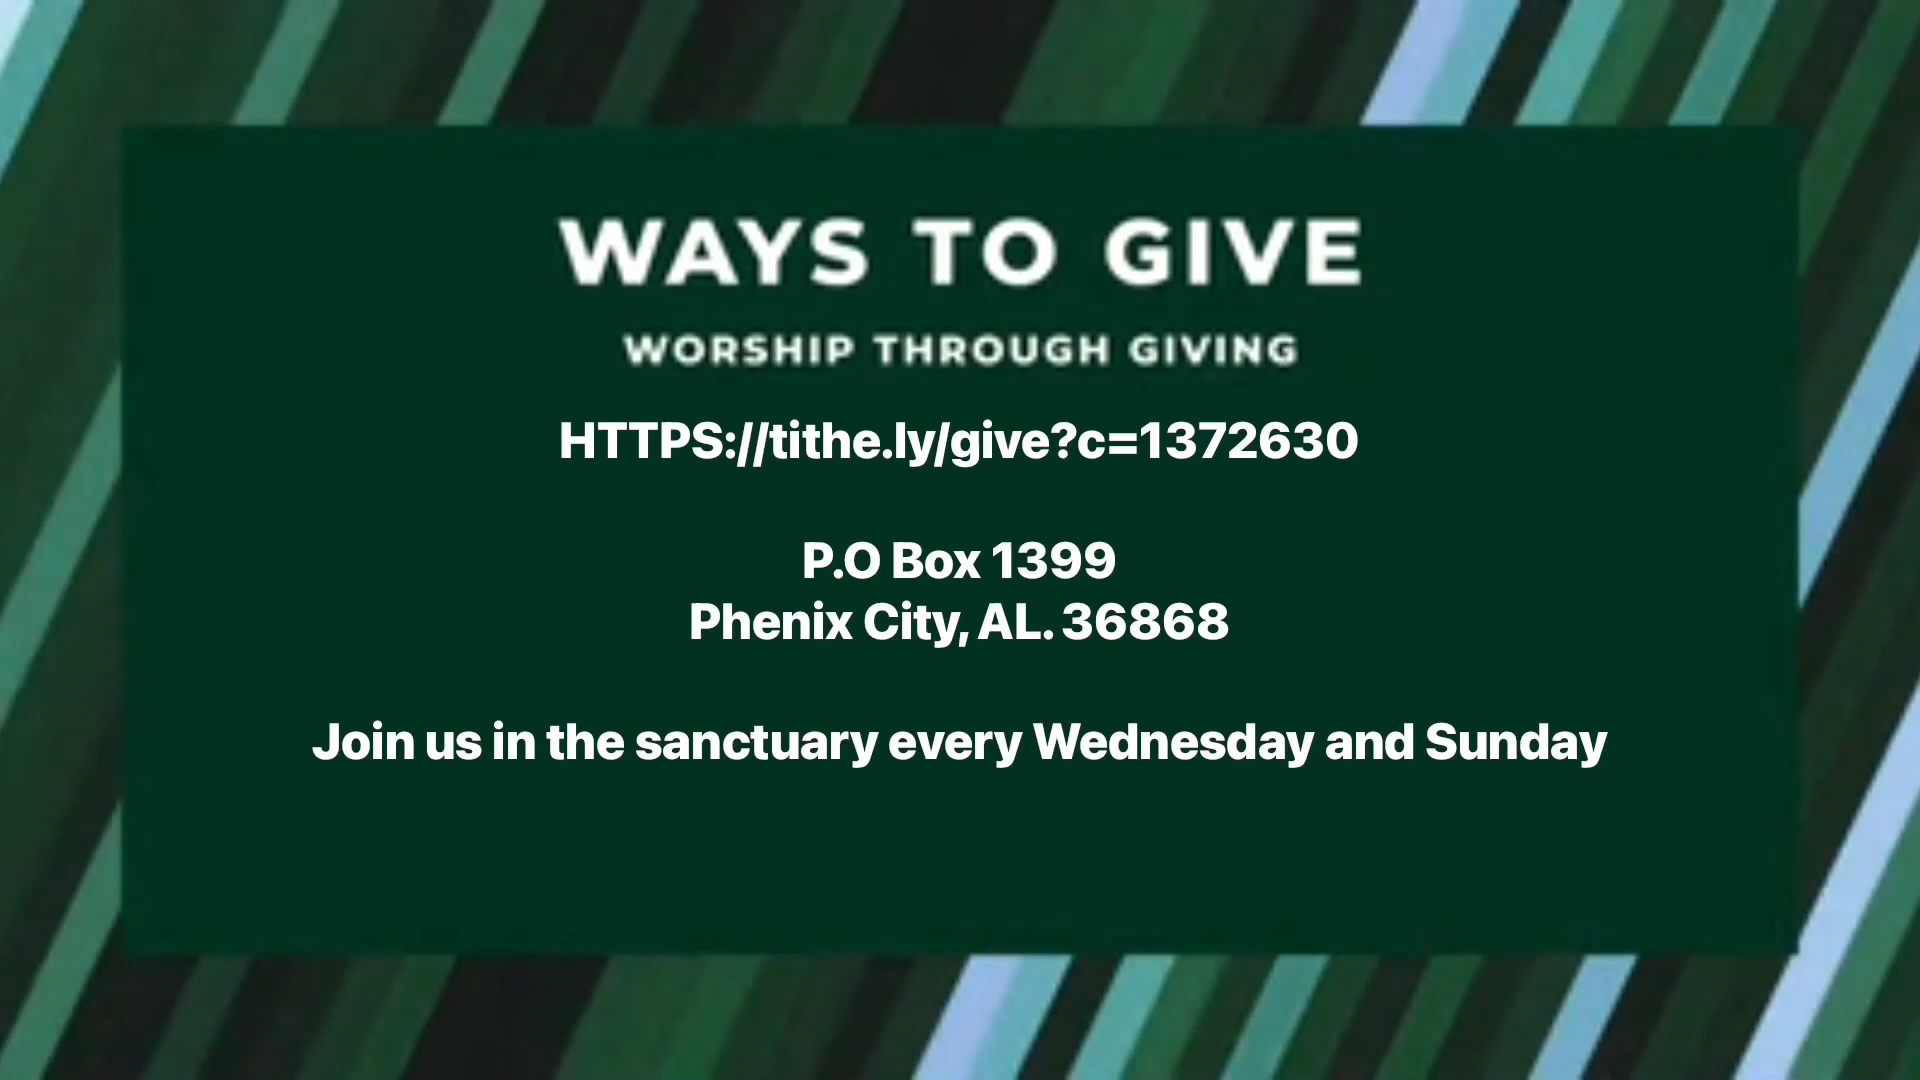 WAYS TO GIVE
WORSHIP THROUGH GIVING
HTTPS://tithe.ly/give?c=1372630
P.O Box 1399
Phenix City, AL. 36868
Join us in the sanctuary every Wednesday and Sunday